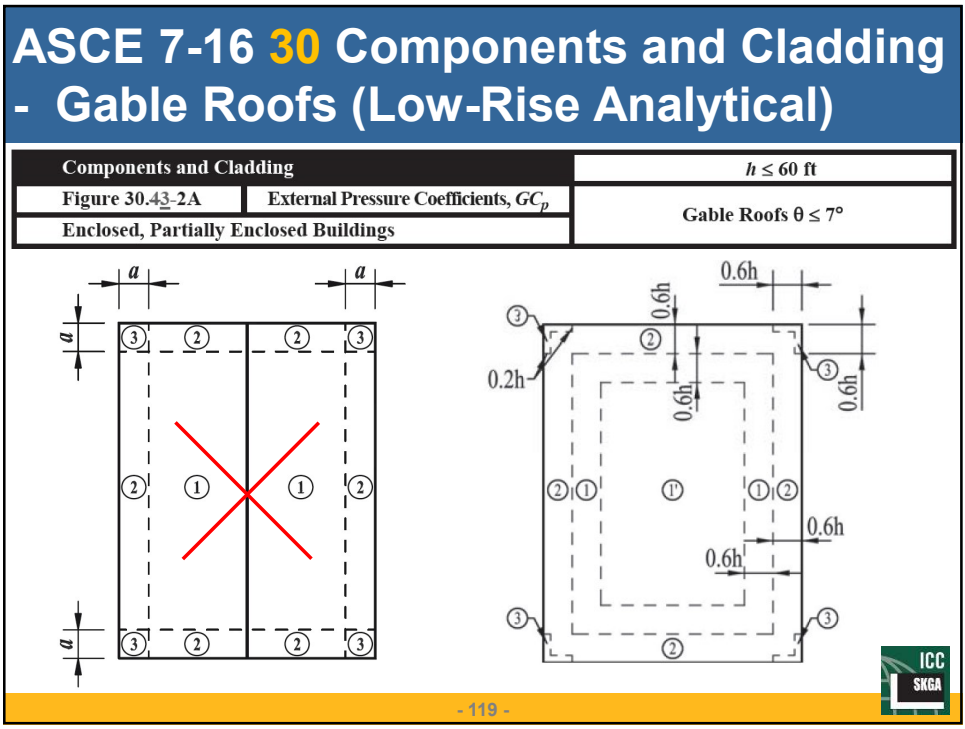 ASCE 7-16 30 Components and Cladding
- Gable Roofs (Low-Rise Analytical)
Components and Cladding
h ≤ 60 ft
Figure 30.43-2A
External Pressure Coefficients, GCp
Gable Roofs θ ≤ 7°
Enclosed, Partially Enclosed Buildings
a
a
a
3
2
2
3
2
1
1
2
a
3
2
2
3
0.6h
0.6h
3
2
0.2h
3
0.6h
0.6h
2
1
1'
1
2
0.6h
0.6h
3
3
2
ICC
SKGA
- 119 -